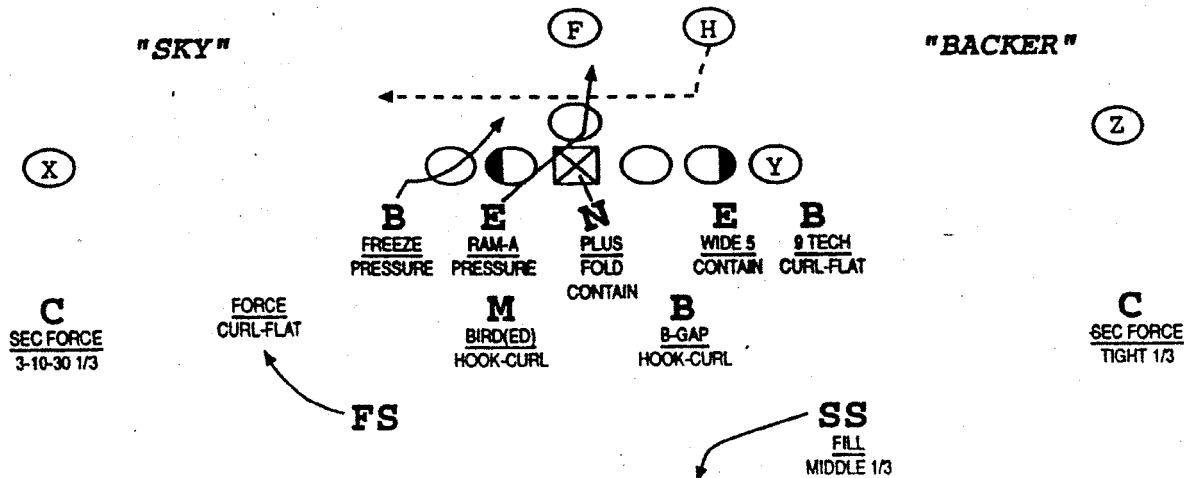 F
H
"SKY"
"BACKER"
Z
X
Y
B
FREEZE
PRESSURE
E
RAM-A
PRESSURE
N
PLUS
FOLD
CONTAIN
E
WIDE 5
CONTAIN
B
9 TECH
CURL-FLAT
C
SEC FORCE
3-10-30 1/3
FORCE
CURL-FLAT
M
BIRD(ED)
HOOK-CURL
B
B-GAP
HOOK-CURL
C
SEC FORCE
TIGHT 1/3
FS
SS
FILL
MIDDLE 1/3